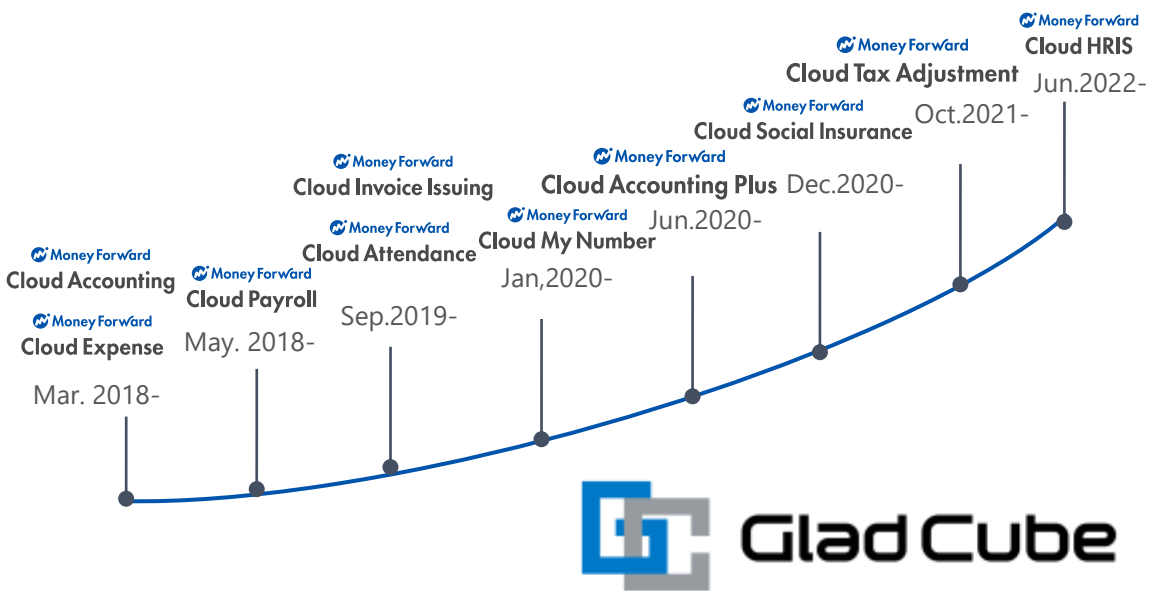 Money Forward
Cloud Accounting
Money Forward
Cloud Expense
Mar. 2018-
Money Forward
Cloud Payroll
May. 2018-
Money Forward
Cloud Invoice Issuing
Money Forward
Cloud Attendance
Sep.2019-
Money Forward
Cloud My Number
Jan,2020-
Money Forward
Cloud Accounting Plus
Jun.2020-
Money Forward
Cloud Social Insurance
Dec.2020-
Money Forward
Cloud Tax Adjustment
Oct.2021-
Money Forward
Cloud HRIS
Jun.2022-
Glad Cube